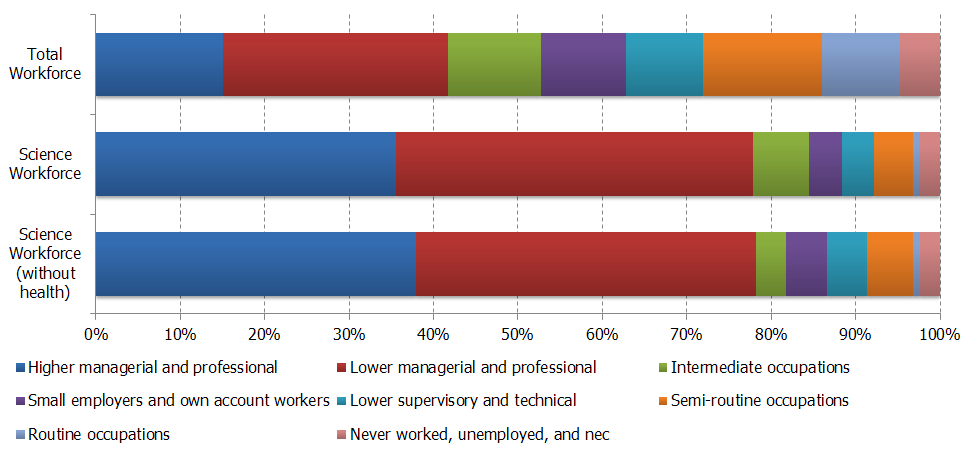 Total
Workforce
Science
Workforce
Science
Workforce
(without
health)
0% 10% 20% 30% 40% 50% 60% 70% 80% 90% 100%
Higher managerial and professional Lower managerial and professional Intermediate occupations
Small employers and own account workers Lower supervisory and technical Semi-routine occupations
Routine occupations Never worked, unemployed, and nec